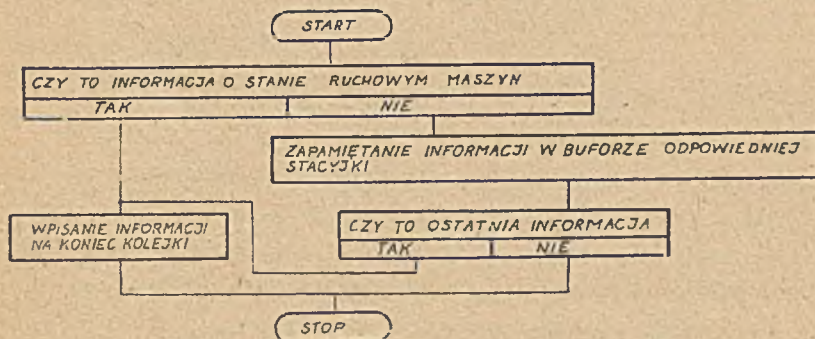 START
CZY TO INFORMACJA O STANIE RUCHOWYM MASZYN
TAK NIE
ZAPAMIĘTANIE INFORMACJI W BUFORZE ODPOWIEDNIEJ
STACYJKI
WPISANIE INFORMACJI
NA KONIEC KOLEJKI
CZY TO OSTATNIA INFORMACJA
TAK NIE
STOP